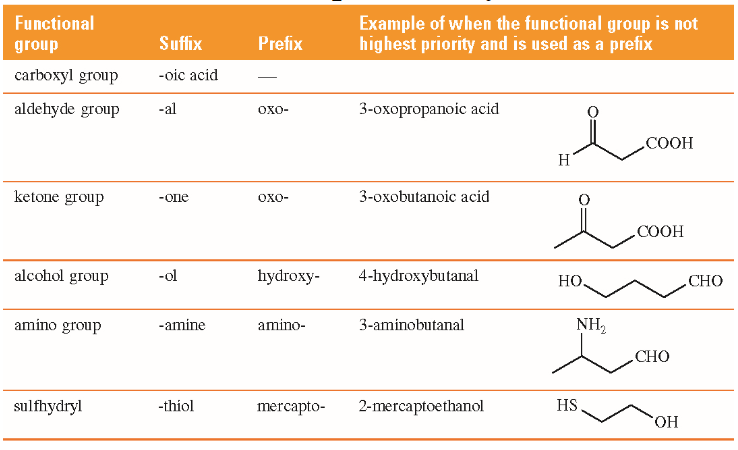 Functional group Suffix Prefix Example of when the functional group is not highest priority and is used as a prefix
carboxyl group -oic acid —
aldehyde group -al oxo- 3-oxopropanoic acid
O
H COOH
ketone group -one oxo- 3-oxobutanoic acid
O
COOH
alcohol group -ol hydroxy- 4-hydroxybutanal HO CHO
amino group -amine amino- 3-aminobutanal NH₂
CHO
sulfhydryl -thiol mercapto- 2-mercaptoethanol HS
OH